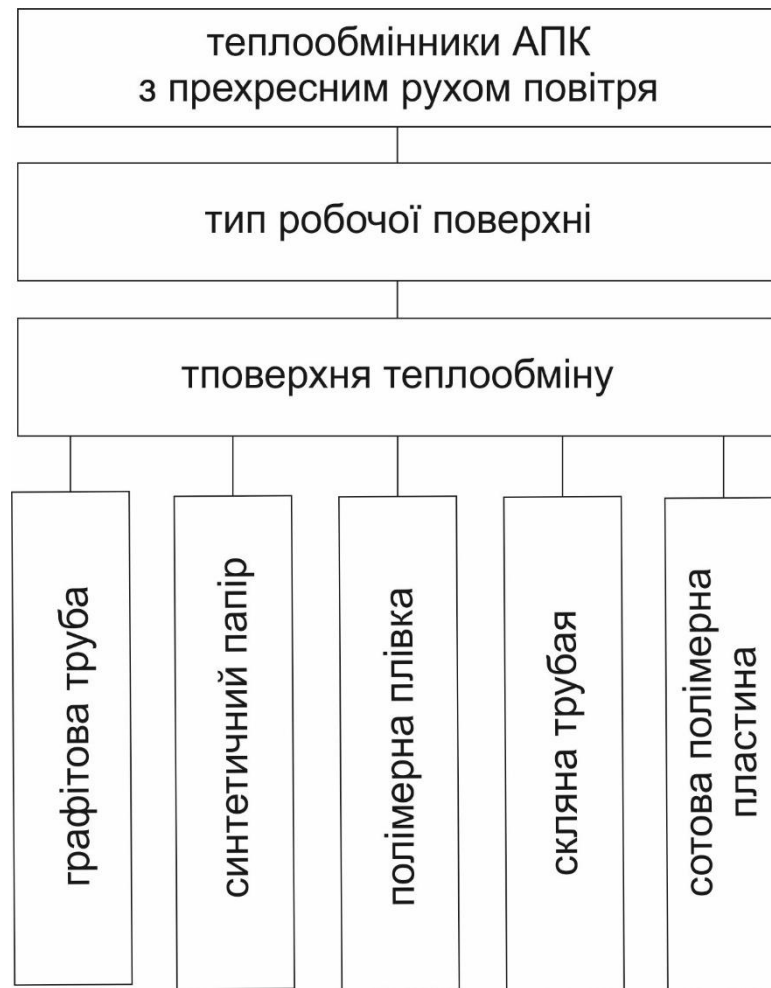 теплообмінники АПК
з прехресним рухом повітря
тип робочої поверхні
тповерхня теплообміну
графітова труба
синтетичний папір
полімерна плівка
скляна трубая
сотова полімерна
пластина